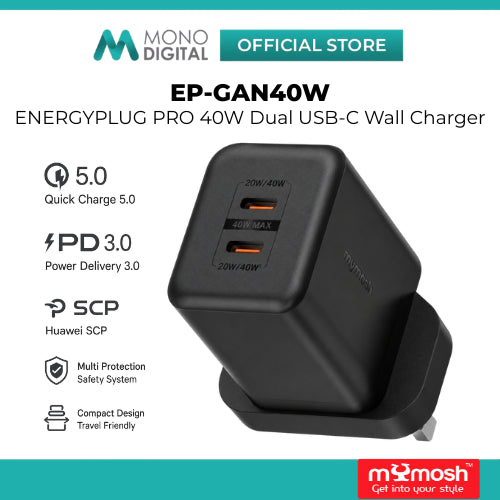 MONO
DIGITAL
OFFICIAL STORE
EP-GAN40W
ENERGYPLUG PRO 40W Dual USB-C Wall Charger
5.0
Quick Charge 5.0
PD 3.0
Power Delivery 3.0
SCP
Huawei SCP
Multi Protection
Safety System
Compact Design
Travel Friendly
20W/40W
40W MAX
20W/40W
mymosh
mymosh™
Get into your style